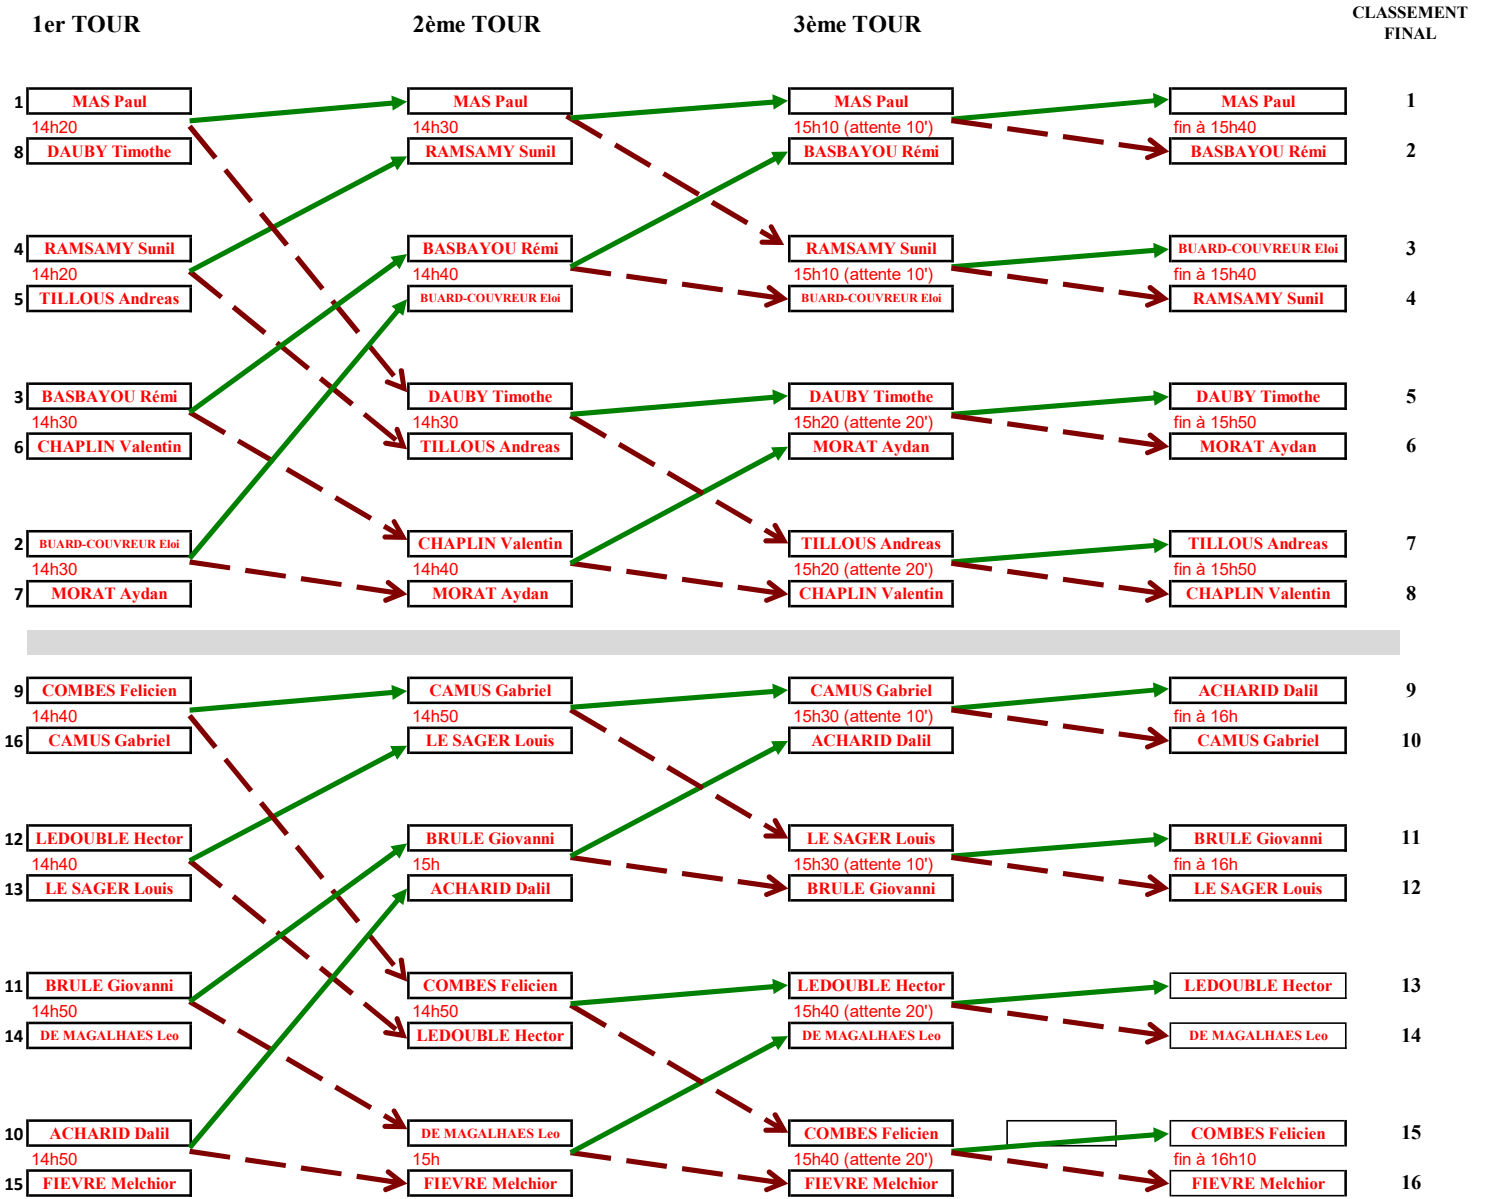 1er TOUR 2ème TOUR 3ème TOUR CLASSEMENT
FINAL
1 MAS Paul MAS Paul MAS Paul MAS Paul 1
14h20 14h30 15h10 (attente 10') fin à 15h40
8 DAUBY Timothe RAMSAMY Sunil BASBAYOU Rémi BASBAYOU Rémi 2
4 RAMSAMY Sunil BASBAYOU Rémi RAMSAMY Sunil BUARD-COUVREUR Eloi 3
14h20 14h40 15h10 (attente 10') fin à 15h40
5 TILLOUS Andreas BUARD-COUVREUR Eloi BUARD-COUVREUR Eloi RAMSAMY Sunil 4
3 BASBAYOU Rémi DAUBY Timothe DAUBY Timothe DAUBY Timothe 5
14h30 14h30 15h20 (attente 20') fin à 15h50
6 CHAPLIN Valentin TILLOUS Andreas MORAT Aydan MORAT Aydan 6
2 BUARD-COUVREUR Eloi CHAPLIN Valentin TILLOUS Andreas TILLOUS Andreas 7
14h30 14h40 15h20 (attente 20') fin à 15h50
7 MORAT Aydan MORAT Aydan CHAPLIN Valentin CHAPLIN Valentin 8
9 COMBES Felicien CAMUS Gabriel CAMUS Gabriel ACHARID Dalil 9
14h40 14h50 15h30 (attente 10') fin à 16h
16 CAMUS Gabriel LE SAGER Louis ACHARID Dalil CAMUS Gabriel 10
12 LEDOUBLE Hector BRULE Giovanni LE SAGER Louis BRULE Giovanni 11
14h40 15h 15h30 (attente 10') fin à 16h
13 LE SAGER Louis ACHARID Dalil BRULE Giovanni LE SAGER Louis 12
11 BRULE Giovanni COMBES Felicien LEDOUBLE Hector LEDOUBLE Hector 13
14h50 14h50 15h40 (attente 20')
14 DE MAGALHAES Leo LEDOUBLE Hector DE MAGALHAES Leo DE MAGALHAES Leo 14
10 ACHARID Dalil DE MAGALHAES Leo COMBES Felicien COMBES Felicien 15
14h50 15h 15h40 (attente 20') fin à 16h10
15 FIEVRE Melchior FIEVRE Melchior FIEVRE Melchior FIEVRE Melchior 16